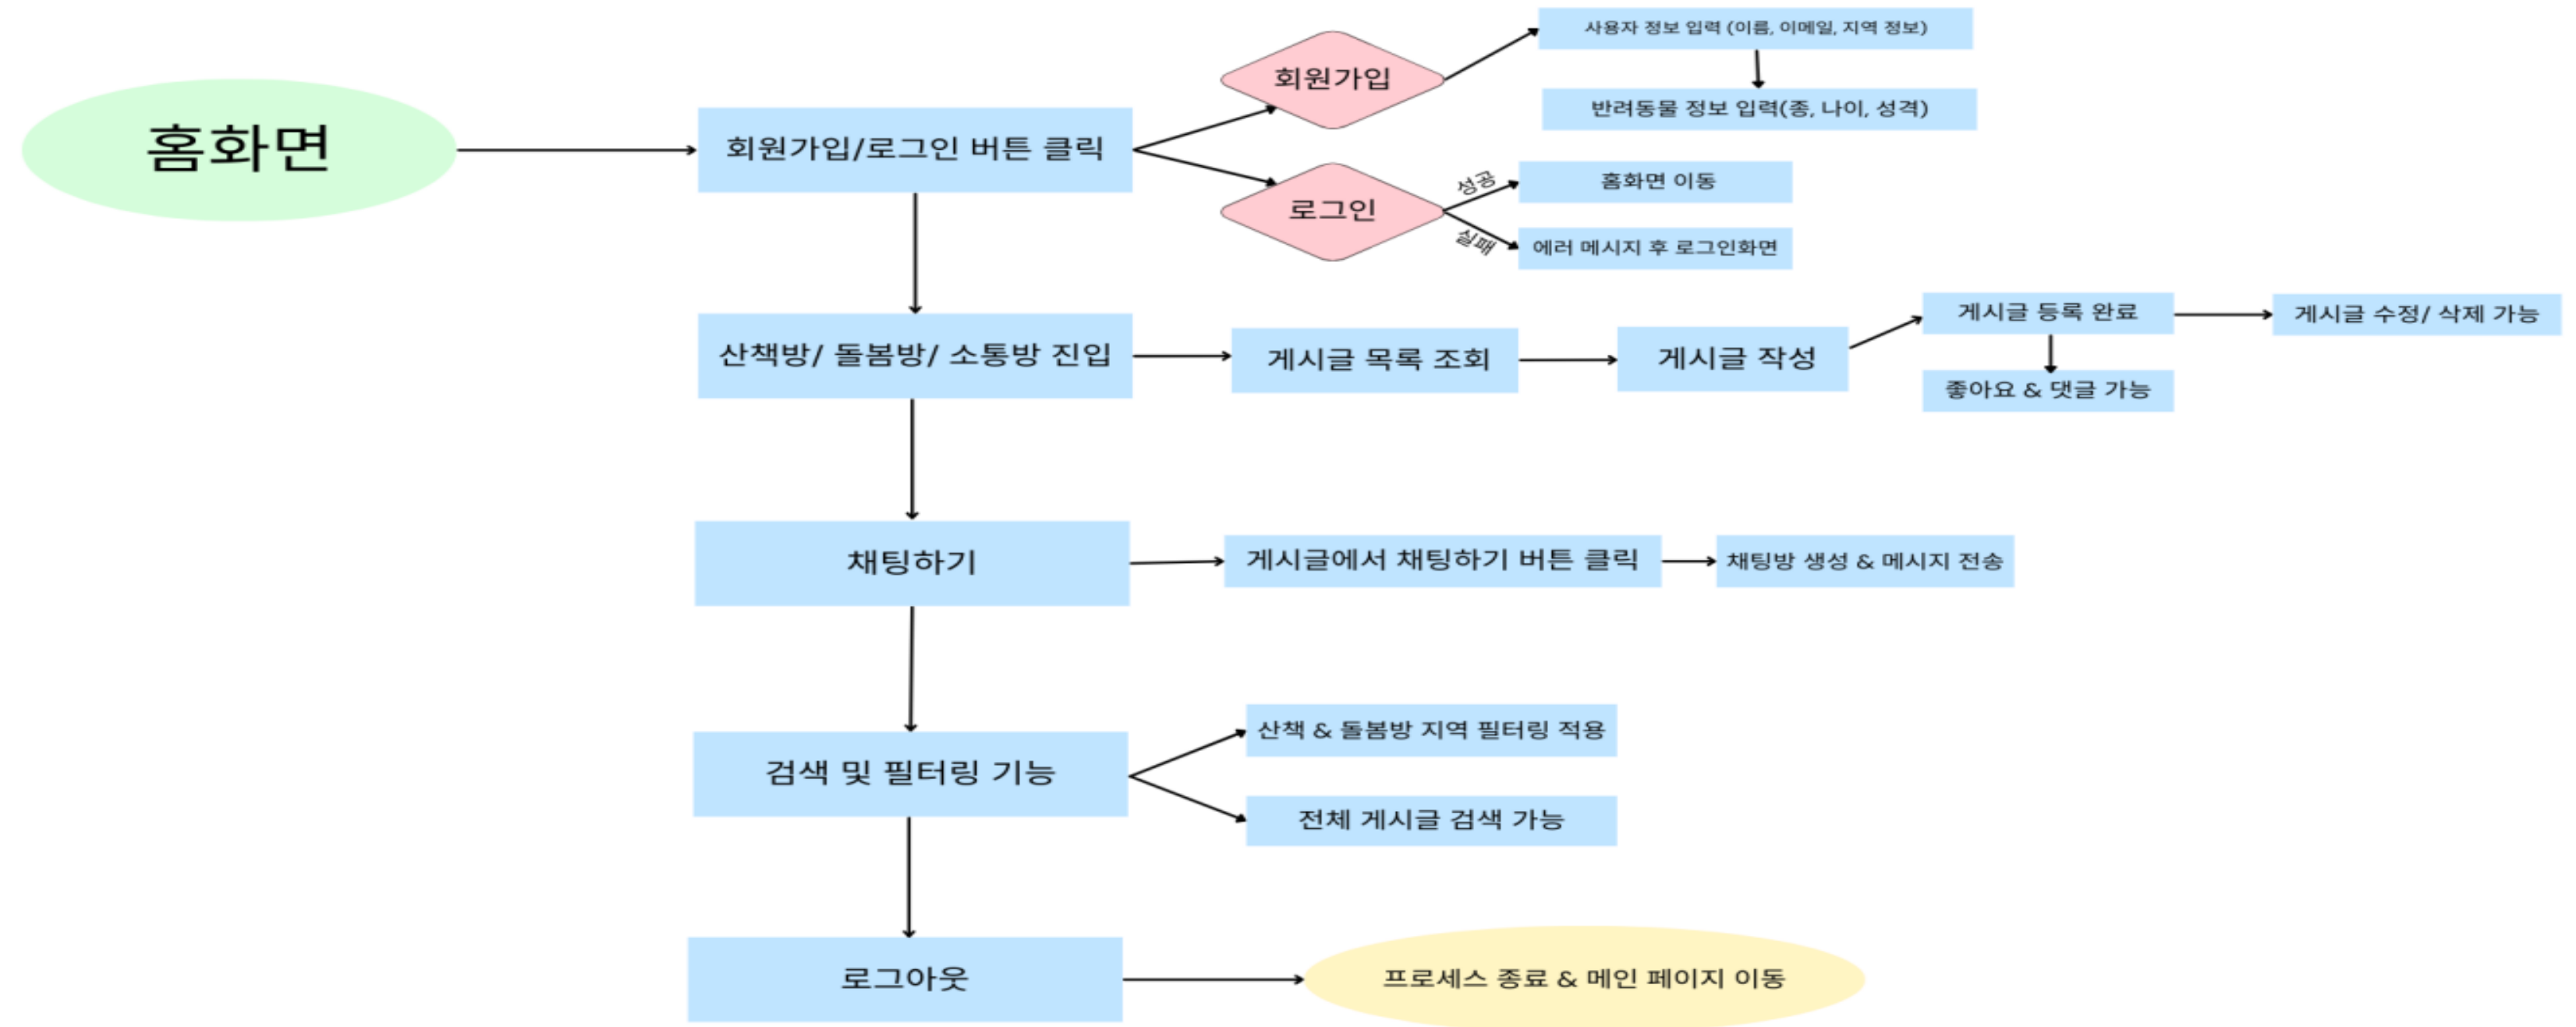 홈화면
회원가입/로그인 버튼 클릭
회원가입
사용자 정보 입력 (이름, 이메일, 지역 정보)
반려동물 정보 입력(종, 나이, 성격)
로그인
성공
홈화면 이동
실패
에러 메시지 후 로그인화면
산책방/ 돌봄방/ 소통방 진입
게시글 목록 조회
게시글 작성
게시글 등록 완료
게시글 수정/ 삭제 가능
좋아요 & 댓글 가능
채팅하기
게시글에서 채팅하기 버튼 클릭
채팅방 생성 & 메시지 전송
검색 및 필터링 기능
산책 & 돌봄방 지역 필터링 적용
전체 게시글 검색 가능
로그아웃
프로세스 종료 & 메인 페이지 이동